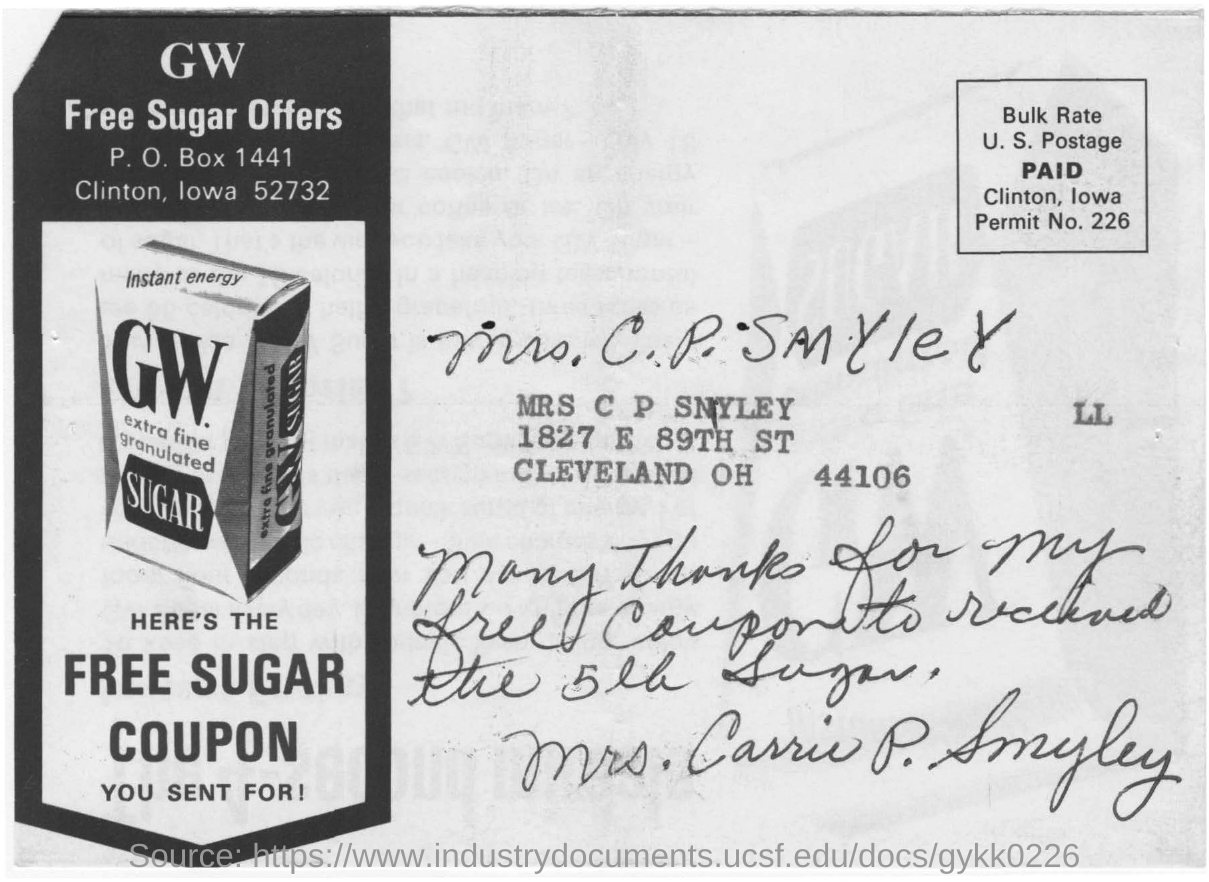 GW
Free Sugar Offers
P. O. Box 1441
Clinton, Iowa 52732
Instant energy
GW
extra fine
granulated
SUGAR
extra fine granulated
GW SUGAR
HERE'S THE
FREE SUGAR
COUPON
YOU SENT FOR!
Bulk Rate
U. S. Postage
PAID
Clinton, Iowa
Permit No. 226
Mrs. C. P. SMYleY
MRS C P SNYLEY
LL
1827 E 89TH ST
CLEVELAND OH 44106
Many Thanks for my
free Coupon to received
the 5 lb Sugar.
Mrs. Carrie P. Smyley
Source: https://www.industrydocuments.ucsf.edu/docs/gykk0226